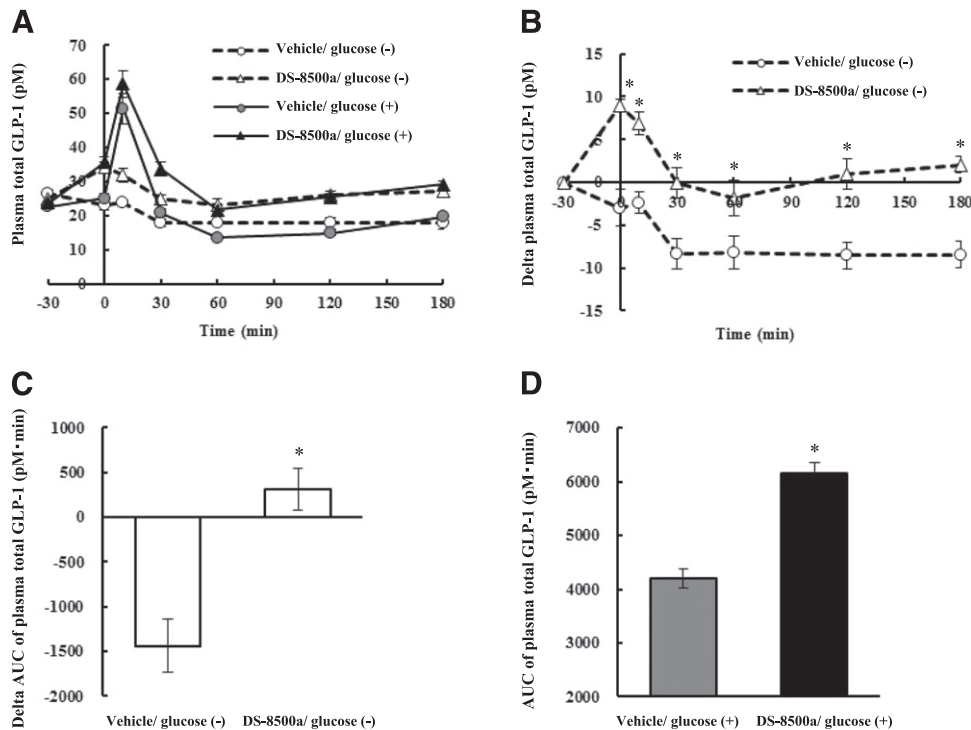 A
Plasma total GLP-1 (pM)
70
60
50
40
30
20
10
0
-30 0 30 60 90 120 150 180
Time (min)
Vehicle/ glucose (-)
DS-8500a/ glucose (-)
Vehicle/ glucose (+)
DS-8500a/ glucose (+)
B
Delta plasma total GLP-1 (pM)
15
10
5
0
-5
-10
-15
-30 0 30 60 90 120 150 180
Time (min)
Vehicle/ glucose (-)
DS-8500a/ glucose (-)
* * * * * *
C
Delta AUC of plasma total GLP-1 (pM・min)
1000
500
0
-500
-1000
-1500
-2000
*
Vehicle/ glucose (-) DS-8500a/ glucose (-)
D
AUC of plasma total GLP-1 (pM・min)
7000
6000
5000
4000
3000
2000
*
Vehicle/ glucose (+) DS-8500a/ glucose (+)